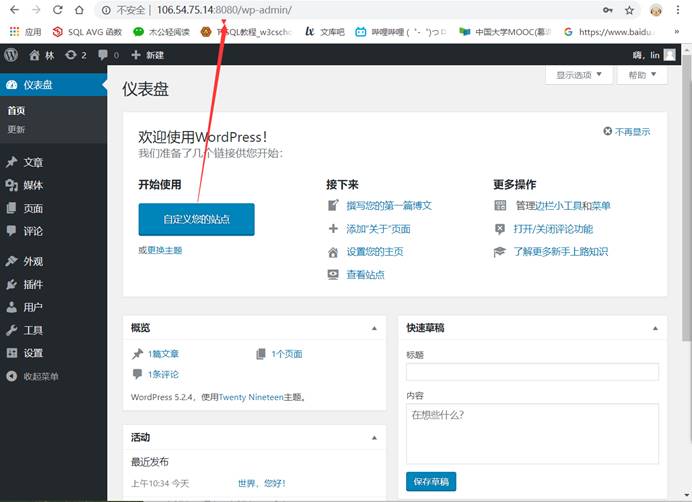 不安全 | 106.54.75.14:8080/wp-admin/
应用 SQL AVG 函数 木公轻阅读 SQL教程_w3scho 文库吧 哔哩哔哩 ( ゜- ゜)つロ 中国大学MOOC(慕 https://www.baidu.
林 2 0 新建 嗨，lin
显示选项 帮助
仪表盘
首页
更新
文章
媒体
页面
评论
外观
插件
用户
工具
设置
收起菜单
仪表盘
欢迎使用WordPress！
不再显示
我们准备了几个链接供您开始：
开始使用
自定义您的站点
或更换主题
接下来
撰写您的第一篇博文
添加“关于”页面
设置您的主页
查看站点
更多操作
管理边栏小工具和菜单
打开/关闭评论功能
了解更多新手上路知识
概览
1篇文章 1个页面
1条评论
WordPress 5.2.4，使用Twenty Nineteen主题。
活动
最近发布
上午10:34 今天 世界，您好！
快速草稿
标题
内容
在想些什么？
保存草稿